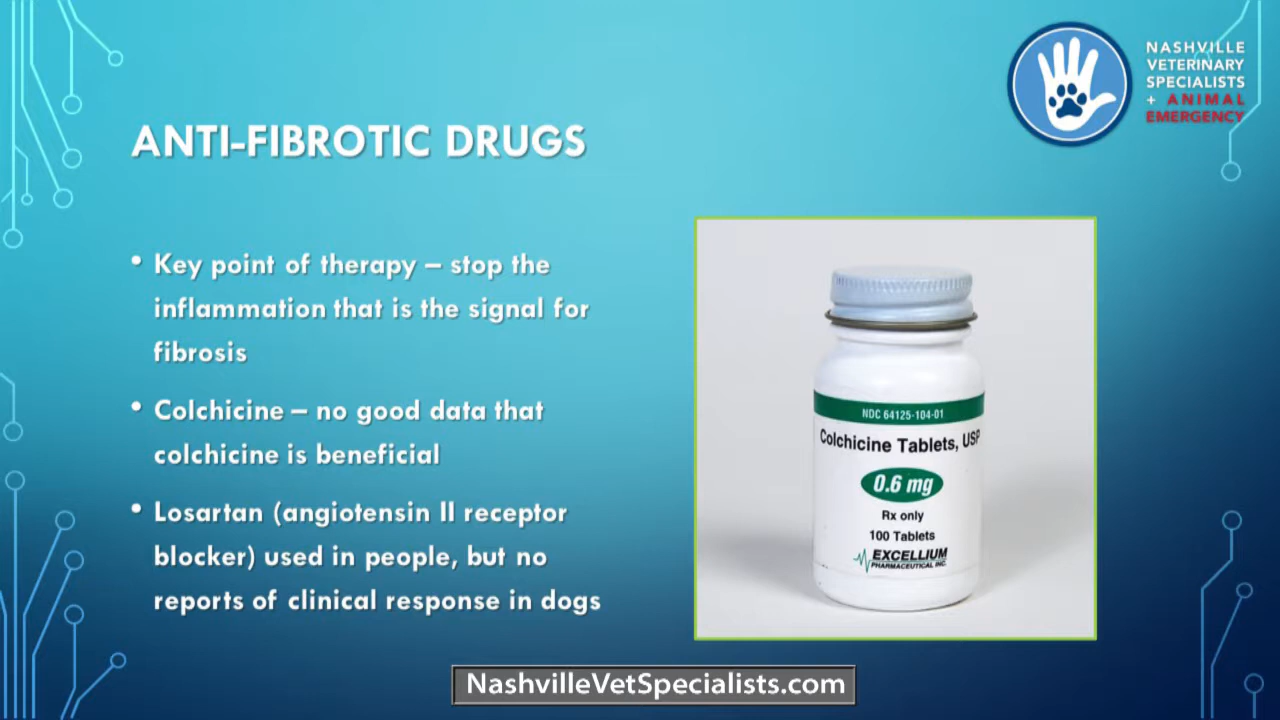 NASHVILLE
VETERINARY
SPECIALISTS
+ ANIMAL
EMERGENCY
ANTI-FIBROTIC DRUGS
• Key point of therapy – stop the
inflammation that is the signal for
fibrosis
• Colchicine – no good data that
colchicine is beneficial
• Losartan (angiotensin II receptor
blocker) used in people, but no
reports of clinical response in dogs
NDC 64125-104-01
Colchicine Tablets, USP
0.6 mg
Rx only
100 Tablets
EXCELLIUM
PHARMACEUTICAL INC.
NashvilleVetSpecialists.com